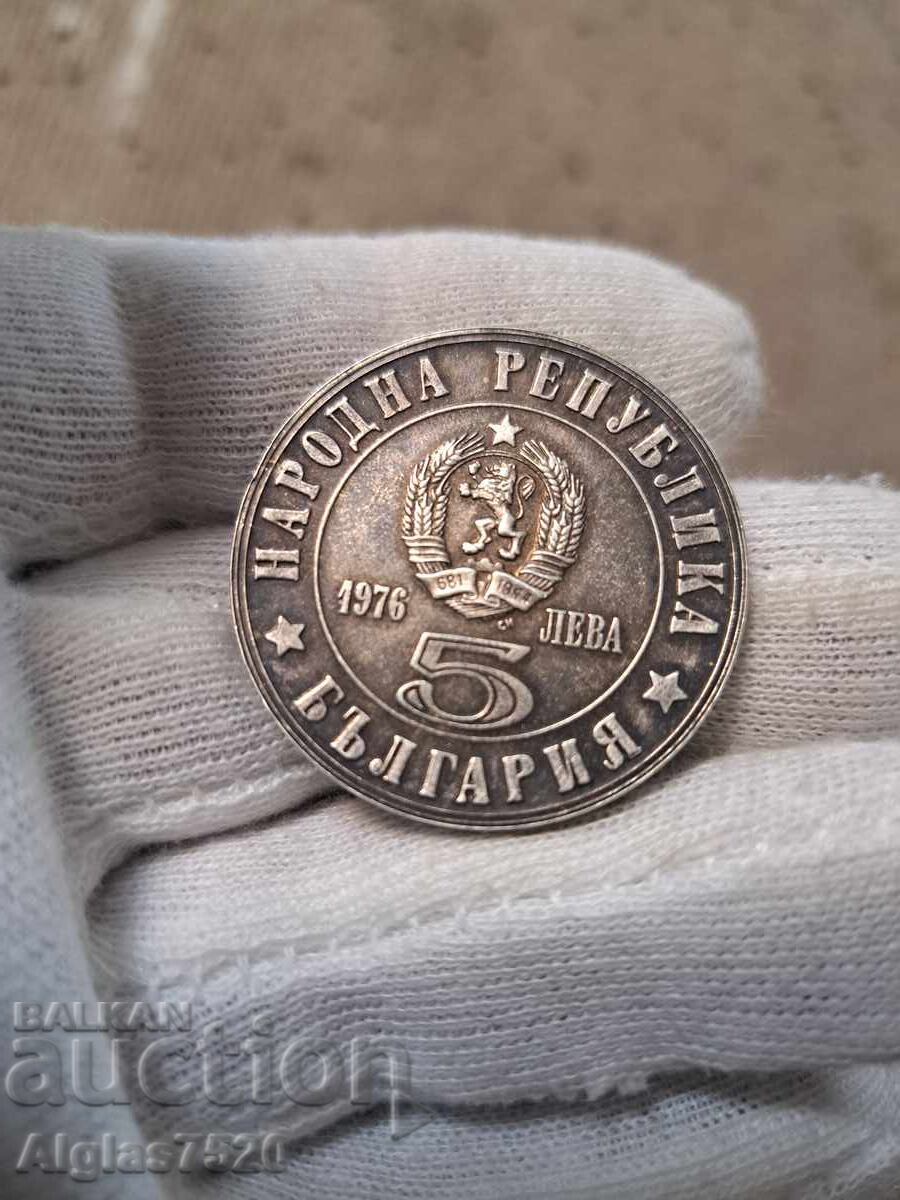 НАРОДНА РЕПУБЛИКА
681 1944
1976
ЛЕВА
5
БЪЛГАРИЯ
BALKAN
auction
Alglas7520